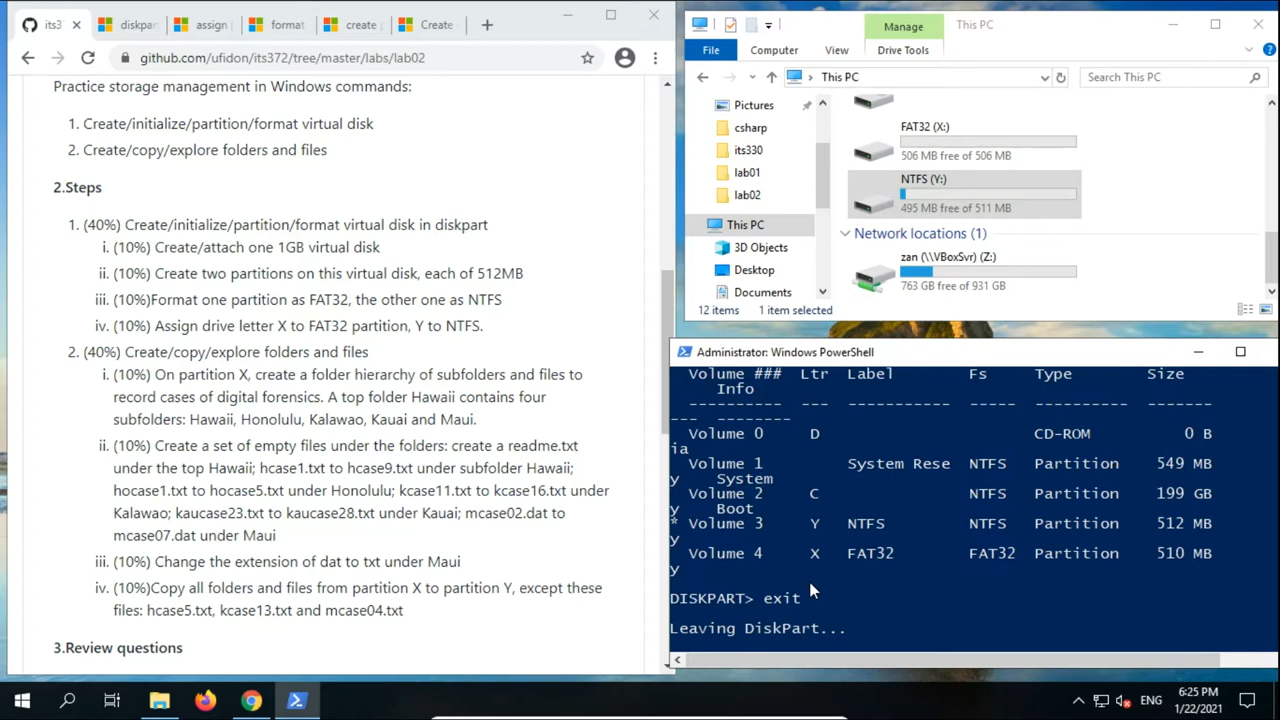 its37
diskpar
assign
format
create
Create
github.com/ufidon/its372/tree/master/labs/lab02
Practice storage management in Windows commands:
1. Create/initialize/partition/format virtual disk
2. Create/copy/explore folders and files
2.Steps
1. (40%) Create/initialize/partition/format virtual disk in diskpart
i. (10%) Create/attach one 1GB virtual disk
ii. (10%) Create two partitions on this virtual disk, each of 512MB
iii. (10%)Format one partition as FAT32, the other one as NTFS
iv. (10%) Assign drive letter X to FAT32 partition, Y to NTFS.
2. (40%) Create/copy/explore folders and files
i. (10%) On partition X, create a folder hierarchy of subfolders and files to
record cases of digital forensics. A top folder Hawaii contains four
subfolders: Hawaii, Honolulu, Kalawao, Kauai and Maui.
ii. (10%) Create a set of empty files under the folders: create a readme.txt
under the top Hawaii; hcase1.txt to hcase9.txt under subfolder Hawaii;
hocase1.txt to hocase5.txt under Honolulu; kcase11.txt to kcase16.txt under
Kalawao; kaucase23.txt to kaucase28.txt under Kauai; mcase02.dat to
mcase07.dat under Maui
iii. (10%) Change the extension of dat to txt under Maui
iv. (10%)Copy all folders and files from partition X to partition Y, except these
files: hcase5.txt, kcase13.txt and mcase04.txt
3.Review questions
Manage
This PC
File
Computer
View
Drive Tools
This PC
Search This PC
Pictures
csharp
its330
lab01
lab02
This PC
3D Objects
Desktop
Documents
FAT32 (X:)
506 MB free of 506 MB
NTFS (Y:)
495 MB free of 511 MB
Network locations (1)
zan (\\VBoxSvr) (Z:)
763 GB free of 931 GB
12 items
1 item selected
Administrator: Windows PowerShell
Volume ### Ltr Label Fs Type Size
Info
---------- --- ----------- ----- ---------- -------
--- --------
Volume 0 D CD-ROM 0 B
ia
Volume 1 System Rese NTFS Partition 549 MB
y System
Volume 2 C NTFS Partition 199 GB
y Boot
* Volume 3 Y NTFS NTFS Partition 512 MB
y
Volume 4 X FAT32 FAT32 Partition 510 MB
y
DISKPART> exit
Leaving DiskPart...
ENG
6:25 PM
1/22/2021